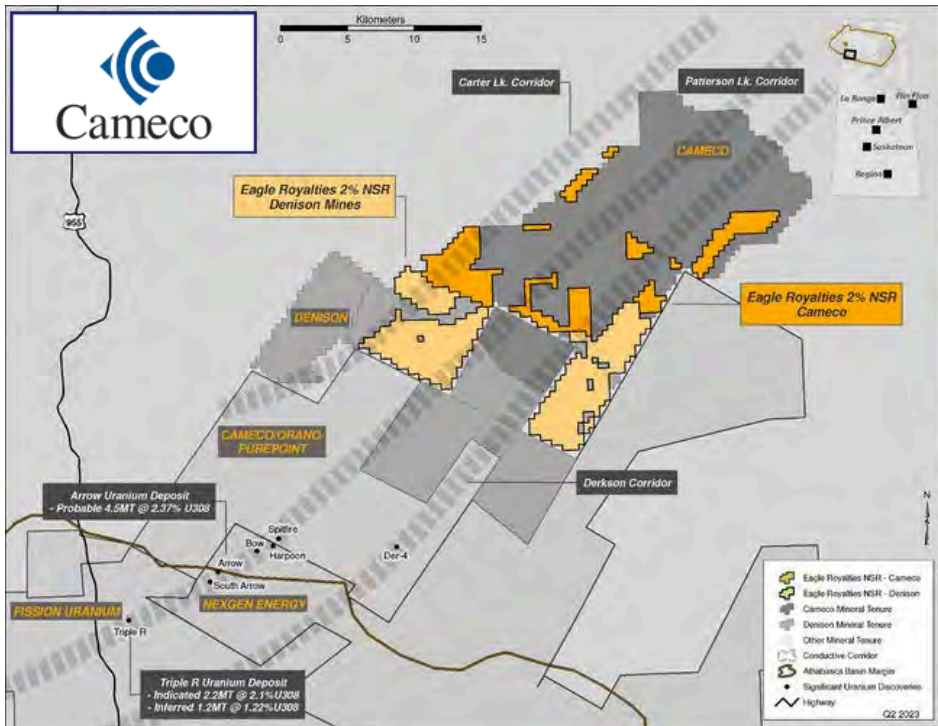 Cameco
Kilometers
0 5 10 15
Carter Lk. Corridor
Patterson Lk. Corridor
La Ronge
Flin Flon
Prince Albert
Saskatoon
Regina
CAMECO
955
Eagle Royalties 2% NSR
Denison Mines
DENISON
Eagle Royalties 2% NSR
Cameco
CAMECO/ORANO/
PUREPOINT
Derkson Corridor
Arrow Uranium Deposit
- Probable 4.5MT @ 2.37% U308
Spitfire
Bow
Harpoon
Der-4
Arrow
South Arrow
NEXGEN ENERGY
FISSION URANIUM
Triple R
Triple R Uranium Deposit
- Indicated 2.2MT @ 2.1%U308
- Inferred 1.2MT @ 1.22%U308
N
Eagle Royalties NSR - Cameco
Eagle Royalties NSR - Denison
Cameco Mineral Tenure
Denison Mineral Tenure
Other Mineral Tenure
Conductive Corridor
Athabasca Basin Margin
Significant Uranium Discoveries
Highway
Q2 2023